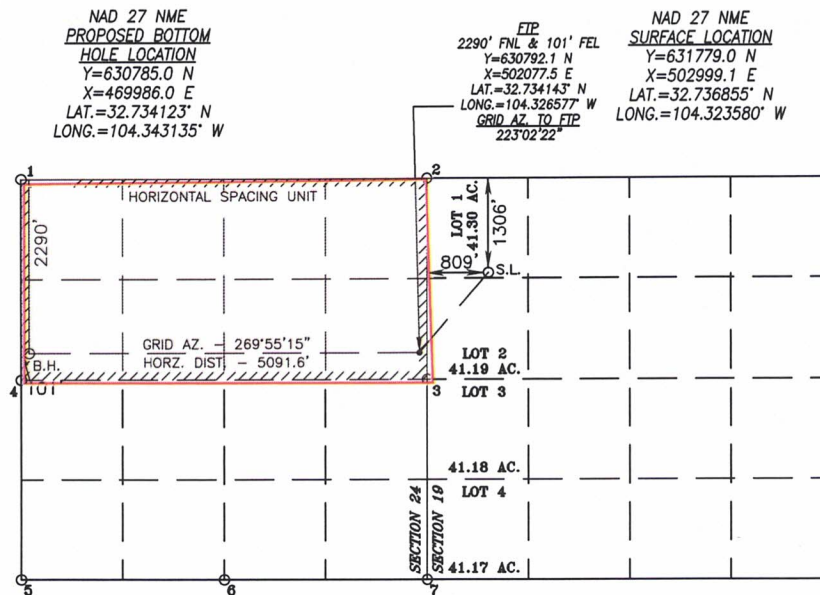 NAD 27 NME
PROPOSED BOTTOM
HOLE LOCATION
Y=630785.0 N
X=469986.0 E
LAT.=32.734123° N
LONG.=104.343135° W
FTP
2290' FNL & 101' FEL
Y=630792.1 N
X=502077.5 E
LAT.=32.734143° N
LONG.=104.326577° W
GRID AZ. TO FTP
223°02'22"
NAD 27 NME
SURFACE LOCATION
Y=631779.0 N
X=502999.1 E
LAT.=32.736855° N
LONG.=104.323580° W
1
2
HORIZONTAL SPACING UNIT
2290'
LOT 1
41.30 AC.
1306'
809'
S.L.
GRID AZ. - 269°55'15"
HORZ. DIST. - 5091.6'
B.H.
LOT 2
41.19 AC.
4
101'
3
LOT 3
41.18 AC.
LOT 4
SECTION 24
SECTION 19
41.17 AC.
5
6
7